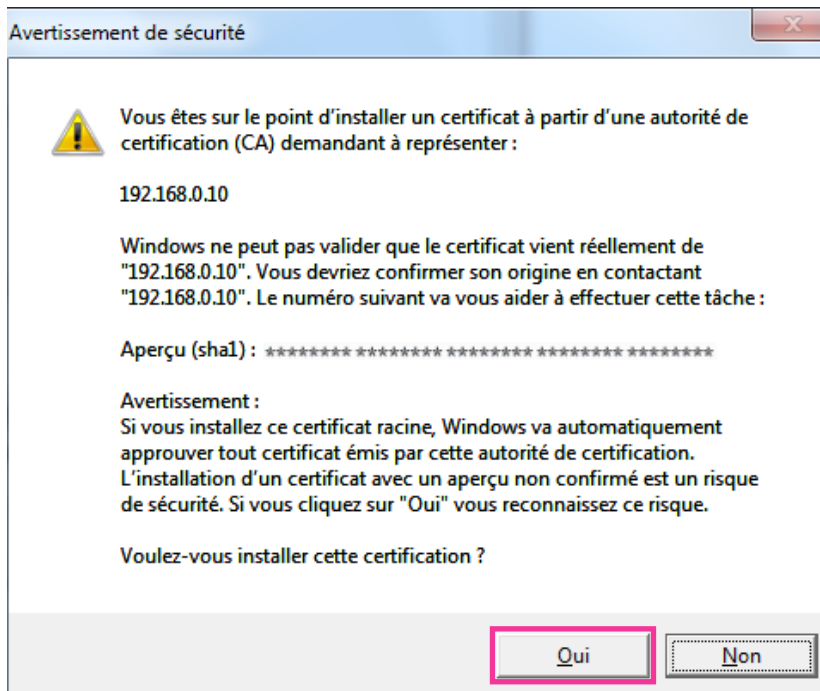 Avertissement de sécurité
Vous êtes sur le point d'installer un certificat à partir d'une autorité de
certification (CA) demandant à représenter :
192.168.0.10
Windows ne peut pas valider que le certificat vient réellement de
"192.168.0.10". Vous devriez confirmer son origine en contactant
"192.168.0.10". Le numéro suivant va vous aider à effectuer cette tâche :
Aperçu (sha1) : ******** ******** ******** ******** ********
Avertissement :
Si vous installez ce certificat racine, Windows va automatiquement
approuver tout certificat émis par cette autorité de certification.
L'installation d'un certificat avec un aperçu non confirmé est un risque
de sécurité. Si vous cliquez sur "Oui" vous reconnaissez ce risque.
Voulez-vous installer cette certification ?
Oui
Non